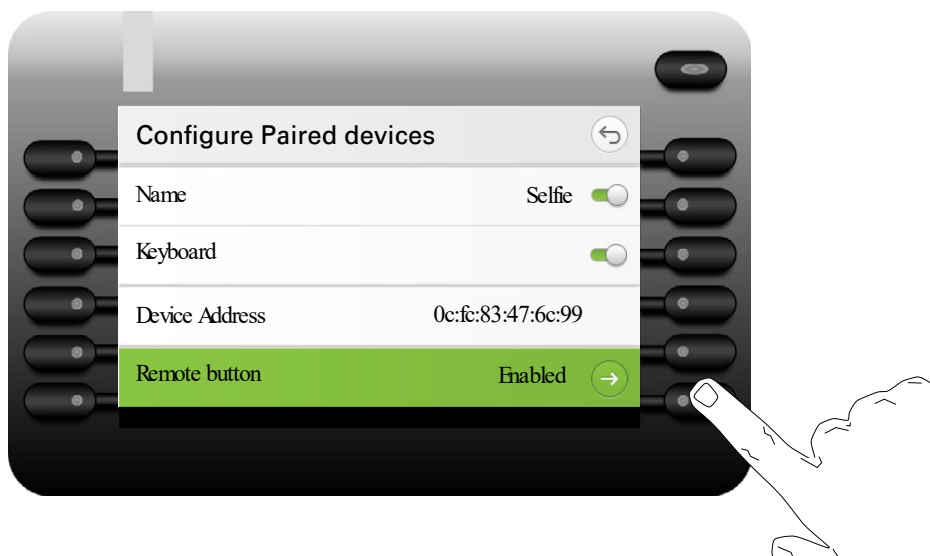 Configure Paired devices
Name Selfie
Keyboard
Device Address 0c:fc:83:47:6c:99
Remote button Enabled